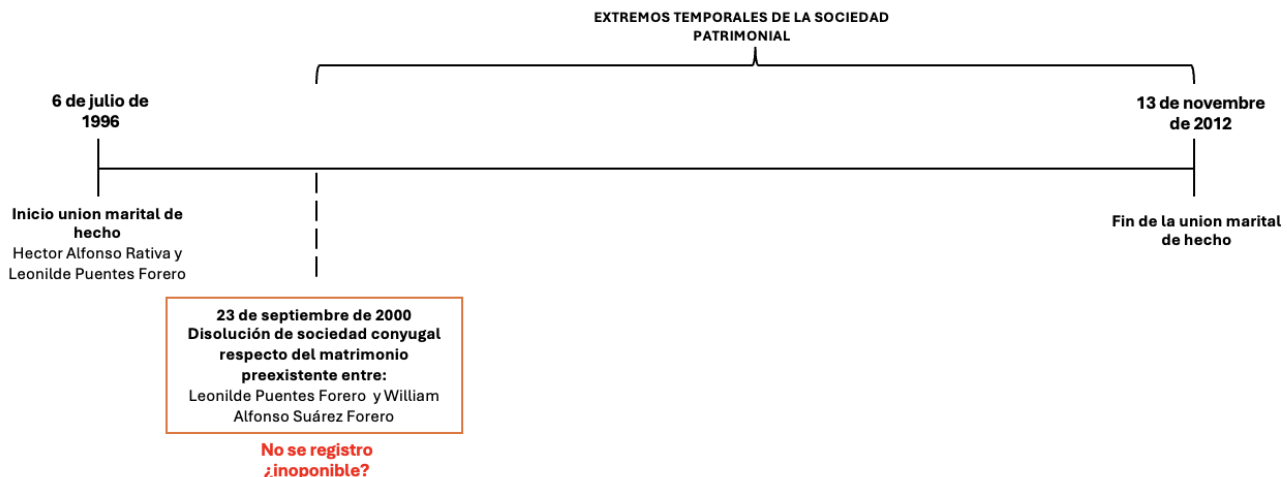 EXTREMOS TEMPORALES DE LA SOCIEDAD
PATRIMONIAL
6 de julio de
1996
13 de novembre
de 2012
Inicio union marital de
hecho
Hector Alfonso Rativa y
Leonilde Puentes Forero
Fin de la union marital
de hecho
23 de septiembre de 2000
Disolución de sociedad conyugal
respecto del matrimonio
preexistente entre:
Leonilde Puentes Forero y William
Alfonso Suárez Forero
No se registro
¿inoponible?